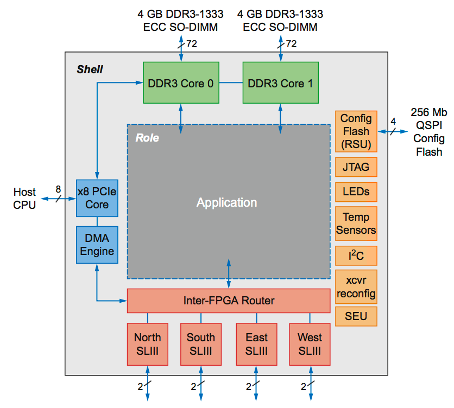 4 GB DDR3-1333
ECC SO-DIMM
4 GB DDR3-1333
ECC SO-DIMM
72
72
Shell
DDR3 Core 0
DDR3 Core 1
Role
Config
Flash
(RSU)
4
256 Mb
QSPI
Config
Flash
JTAG
LEDs
Host
CPU
8
x8 PCIe
Core
Application
Temp
Sensors
DMA
Engine
I²C
xcvr
reconfig
Inter-FPGA Router
SEU
North
SLIII
South
SLIII
East
SLIII
West
SLIII
2
2
2
2